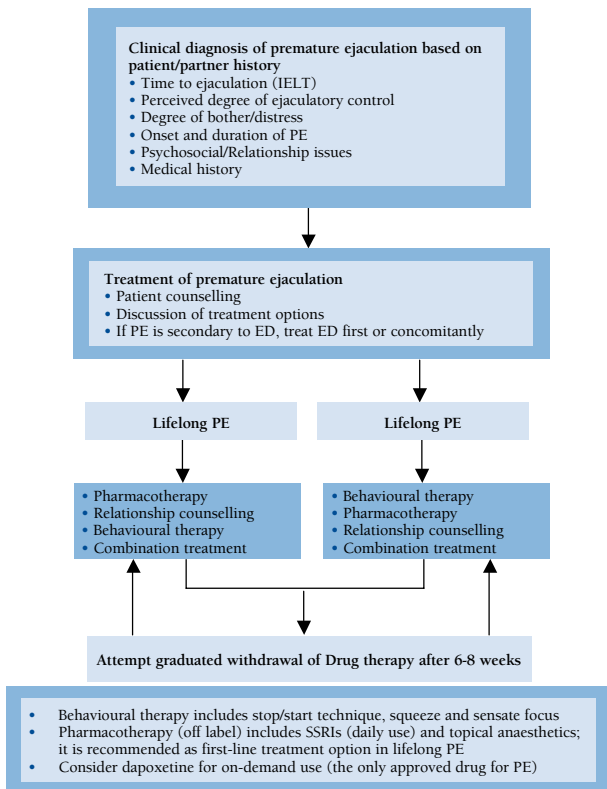 Clinical diagnosis of premature ejaculation based on
patient/partner history
• Time to ejaculation (IELT)
• Perceived degree of ejaculatory control
• Degree of bother/distress
• Onset and duration of PE
• Psychosocial/Relationship issues
• Medical history
Treatment of premature ejaculation
• Patient counselling
• Discussion of treatment options
• If PE is secondary to ED, treat ED first or concomitantly
Lifelong PE
Lifelong PE
• Pharmacotherapy
• Relationship counselling
• Behavioural therapy
• Combination treatment
• Behavioural therapy
• Pharmacotherapy
• Relationship counselling
• Combination treatment
Attempt graduated withdrawal of Drug therapy after 6-8 weeks
• Behavioural therapy includes stop/start technique, squeeze and sensate focus
• Pharmacotherapy (off label) includes SSRIs (daily use) and topical anaesthetics;
it is recommended as first-line treatment option in lifelong PE
• Consider dapoxetine for on-demand use (the only approved drug for PE)